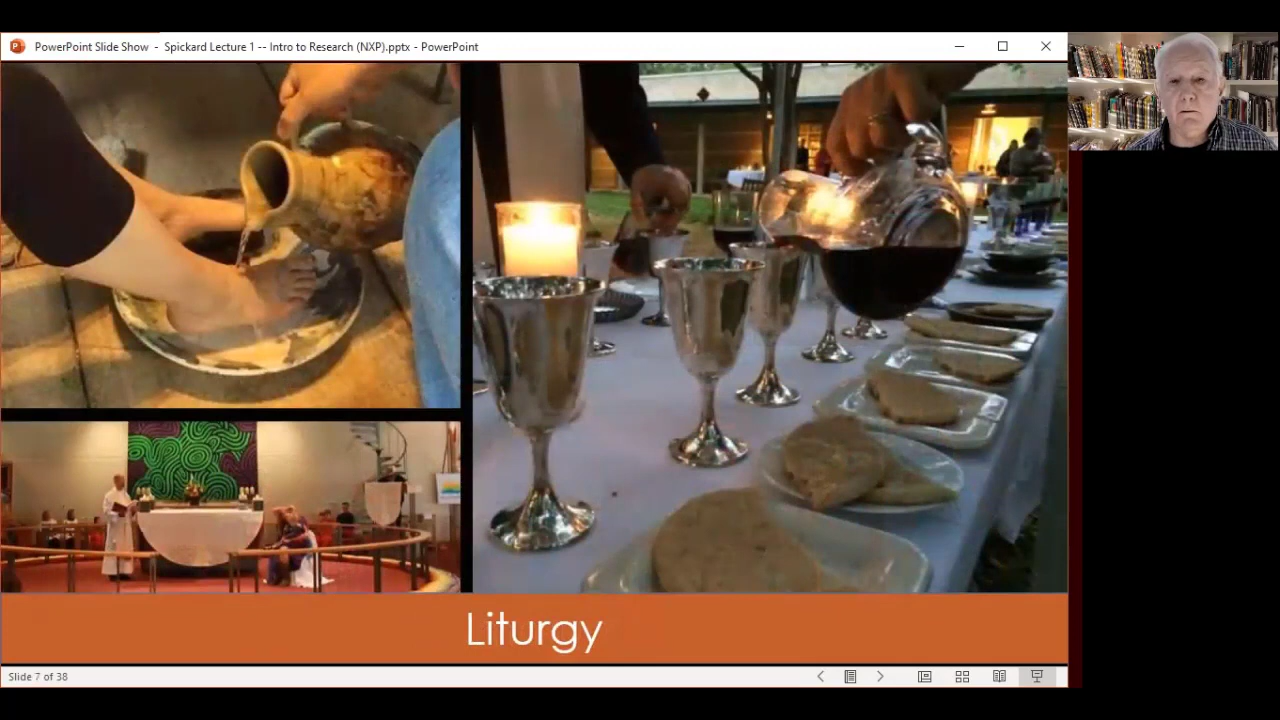 PowerPoint Slide Show - Spickard Lecture 1 -- Intro to Research (NXP).pptx - PowerPoint
Liturgy
Slide 7 of 38